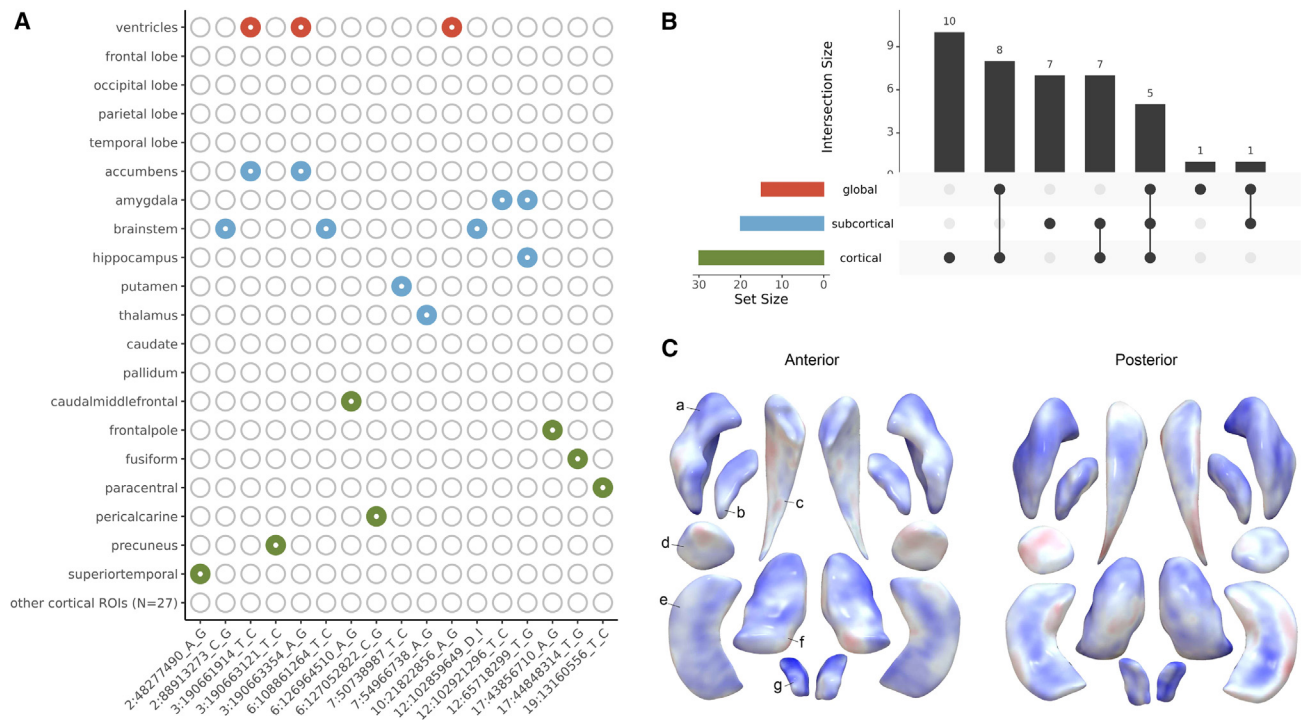 A
ventricles
frontal lobe
occipital lobe
parietal lobe
temporal lobe
accumbens
amygdala
brainstem
hippocampus
putamen
thalamus
caudate
pallidum
caudalmiddlefrontal
frontalpole
fusiform
paracentral
pericalcarine
precuneus
superiortemporal
other cortical ROIs (N=27)
2:48277490_A_G
2:88913273_C_G
3:190661914_T_C
3:190663121_T_C
3:190663354_A_G
6:108861264_T_C
6:126964510_A_G
6:127052822_C_G
7:50738987_T_C
7:54966738_A_G
10:21822856_A_G
12:102859649_D_I
12:102921296_T_C
12:65718299_T_G
17:43856710_A_G
17:44848314_T_G
19:13160556_T_C
B
Intersection Size
9
6
3
0
10
8
7
7
5
1
1
global
subcortical
cortical
30
20
10
0
Set Size
C
Anterior
Posterior
a
b
c
d
e
f
g